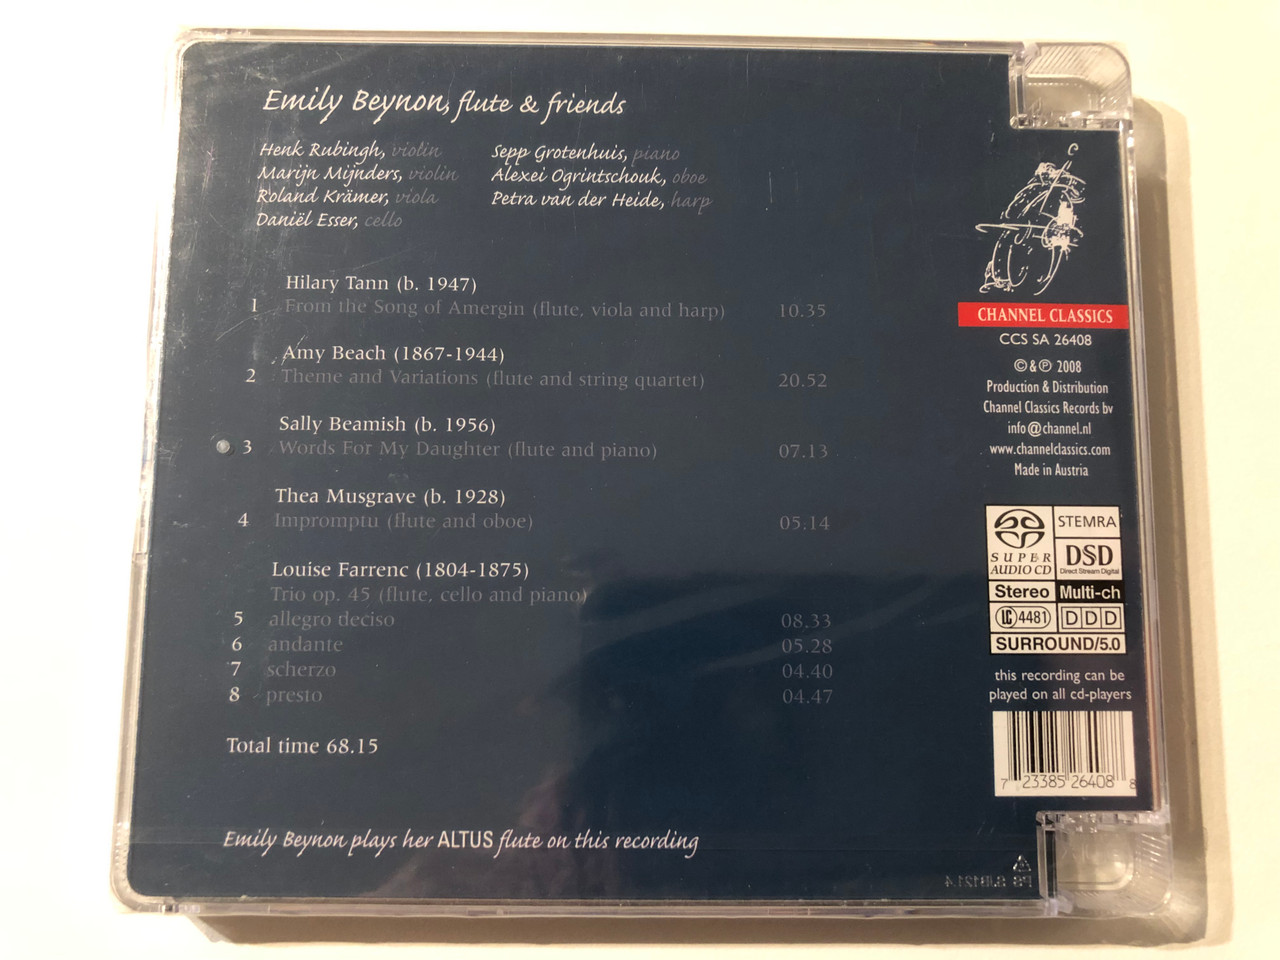 Emily Beynon, flute & friends
Henk Rubingh, violin
Marijn Mijnders, violin
Roland Krämer, viola
Daniël Esser, cello
Sepp Grotenhuis, piano
Alexei Ogrintschouk, oboe
Petra van der Heide, harp
Hilary Tann (b. 1947)
1 From the Song of Amergin (flute, viola and harp) 10.35
Amy Beach (1867-1944)
2 Theme and Variations (flute and string quartet) 20.52
Sally Beamish (b. 1956)
3 Words For My Daughter (flute and piano) 07.13
Thea Musgrave (b. 1928)
4 Impromptu (flute and oboe) 05.14
Louise Farrenc (1804-1875)
Trio op. 45 (flute, cello and piano)
5 allegro deciso 08.33
6 andante 05.28
7 scherzo 04.40
8 presto 04.47
Total time 68.15
Emily Beynon plays her ALTUS flute on this recording
CHANNEL CLASSICS
CCS SA 26408
©&℗ 2008
Production & Distribution
Channel Classics Records bv
info@channel.nl
www.channelclassics.com
Made in Austria
SUPER AUDIO CD
STEMRA
DSD
Direct Stream Digital
Stereo Multi-ch
LC 4481 DDD
SURROUND/5.0
this recording can be
played on all cd-players
7 23385 26408 8